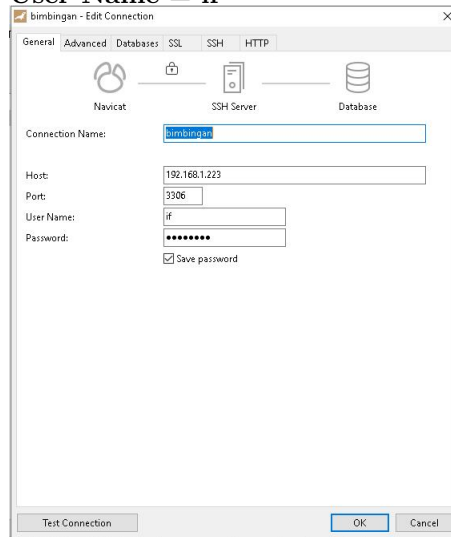 User Name = if
bimbingan - Edit Connection
General Advanced Databases SSL SSH HTTP
Navicat SSH Server Database
Connection Name: bimbingan
Host: 192.168.1.223
Port: 3306
User Name: if
Password: ••••••••
Save password
Test Connection OK Cancel